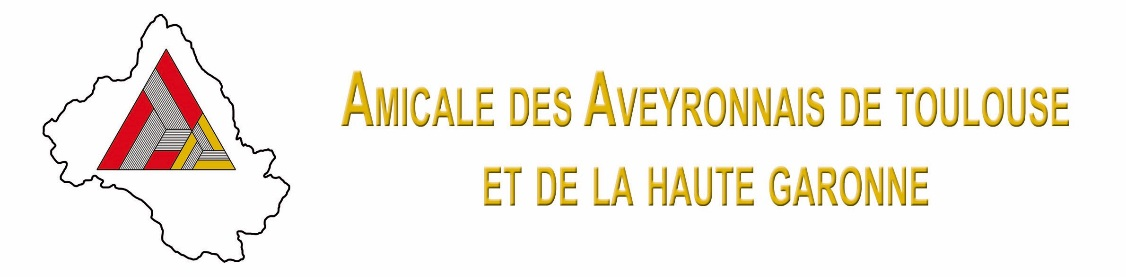 AMICALE DES AVEYRONNAIS DE TOULOUSE
ET DE LA HAUTE GARONNE